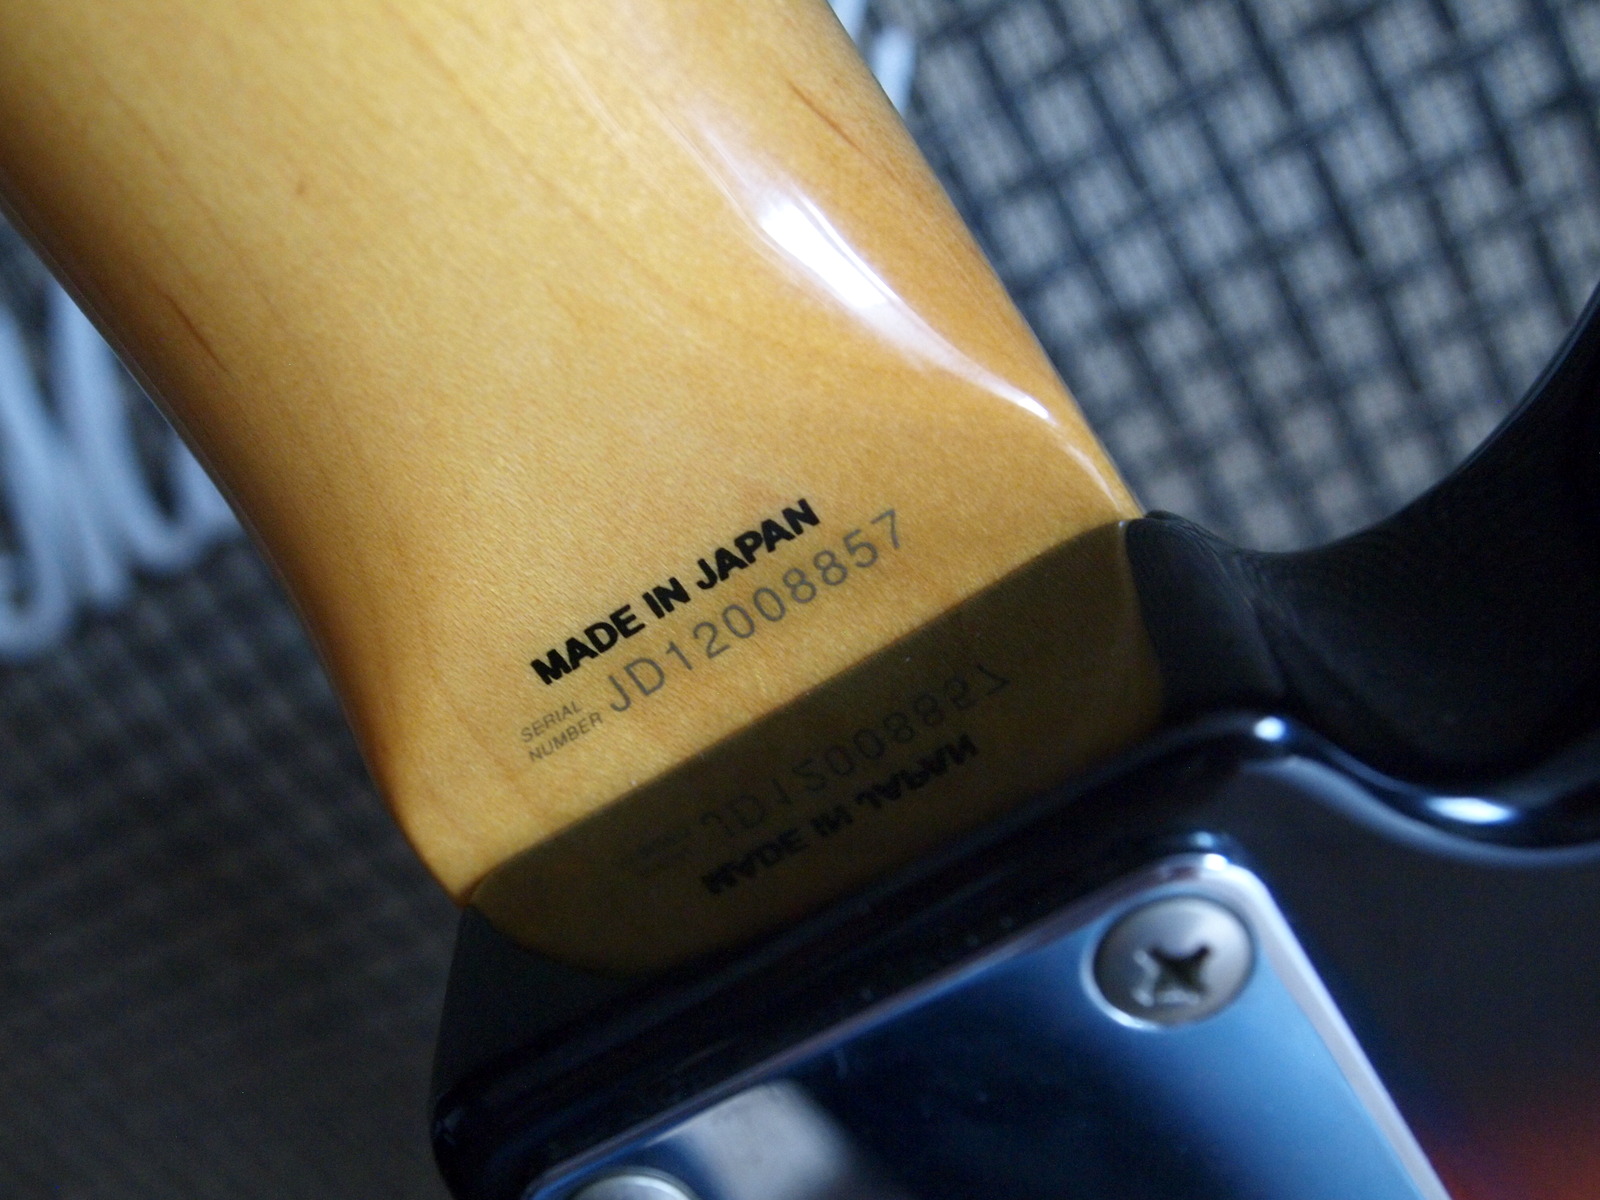 MADE IN JAPAN
SERIAL
NUMBER JD12008857